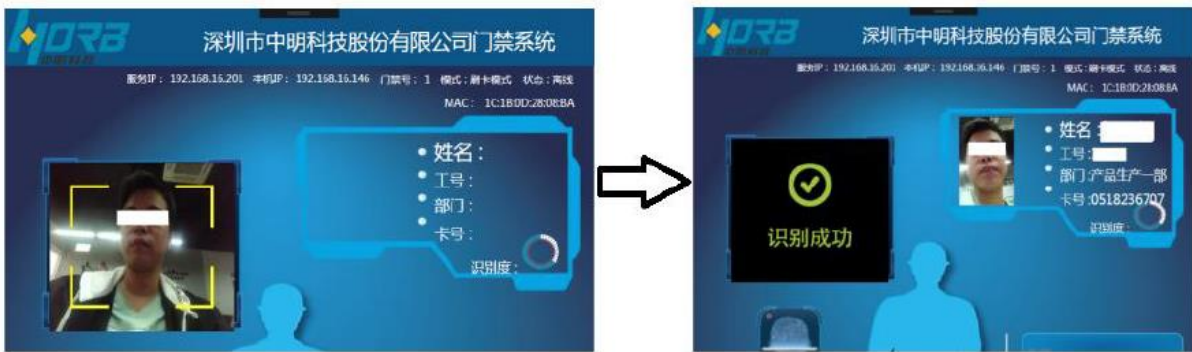 HORB
深圳市中明科技股份有限公司门禁系统
服务IP： 192.168.16.201 本机IP： 192.168.16.146 门禁号：1 模式：刷卡模式 状态：离线
MAC： 1C:1B:0D:28:08:BA
姓名：
工号：
部门：
卡号：
识别度：
HORB
深圳市中明科技股份有限公司门禁系统
服务IP： 192.168.16.201 本机IP： 192.168.16.146 门禁号：1 模式：刷卡模式 状态：离线
MAC： 1C:1B:0D:28:08:BA
识别成功
姓名：
工号：
部门：产品生产一部
卡号：0518236707
识别度：